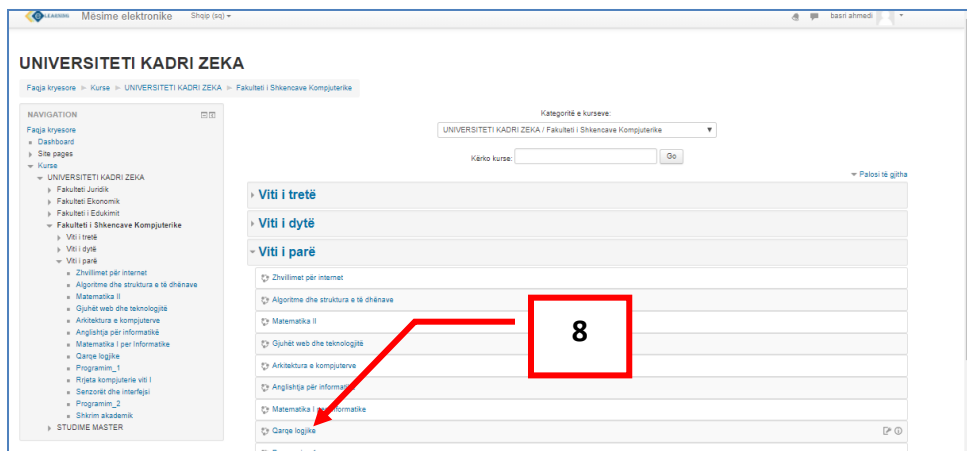 eLEADERS Mësime elektronike Shqip (sq) basri ahmedi
UNIVERSITETI KADRI ZEKA
Faqja kryesore Kurse UNIVERSITETI KADRI ZEKA Fakulteti i Shkencave Kompjuterike
NAVIGATION
Faqja kryesore
Dashboard
Site pages
Kurse
UNIVERSITETI KADRI ZEKA
Fakulteti Juridik
Fakulteti Ekonomik
Fakulteti i Edukimit
Fakulteti i Shkencave Kompjuterike
Viti i tretë
Viti i dytë
Viti i parë
Zhvillimet për internet
Algoritme dhe struktura e të dhënave
Matematika II
Gjuhët web dhe teknologjitë
Arkitektura e kompjuterve
Anglishtja për informatikë
Matematika I per Informatike
Qarqe logjike
Programim_1
Rrjeta kompjuterie viti I
Senzorët dhe interfejsi
Programim_2
Shkrim akademik
STUDIME MASTER
Kategoritë e kurseve:
UNIVERSITETI KADRI ZEKA / Fakulteti i Shkencave Kompjuterike
Kërko kurse: Go
Palosi të gjitha
Viti i tretë
Viti i dytë
Viti i parë
Zhvillimet për internet
Algoritme dhe struktura e të dhënave
Matematika II
Gjuhët web dhe teknologjitë
Arkitektura e kompjuterve
Anglishtja për informatikë
Matematika I per Informatike
Qarqe logjike
8